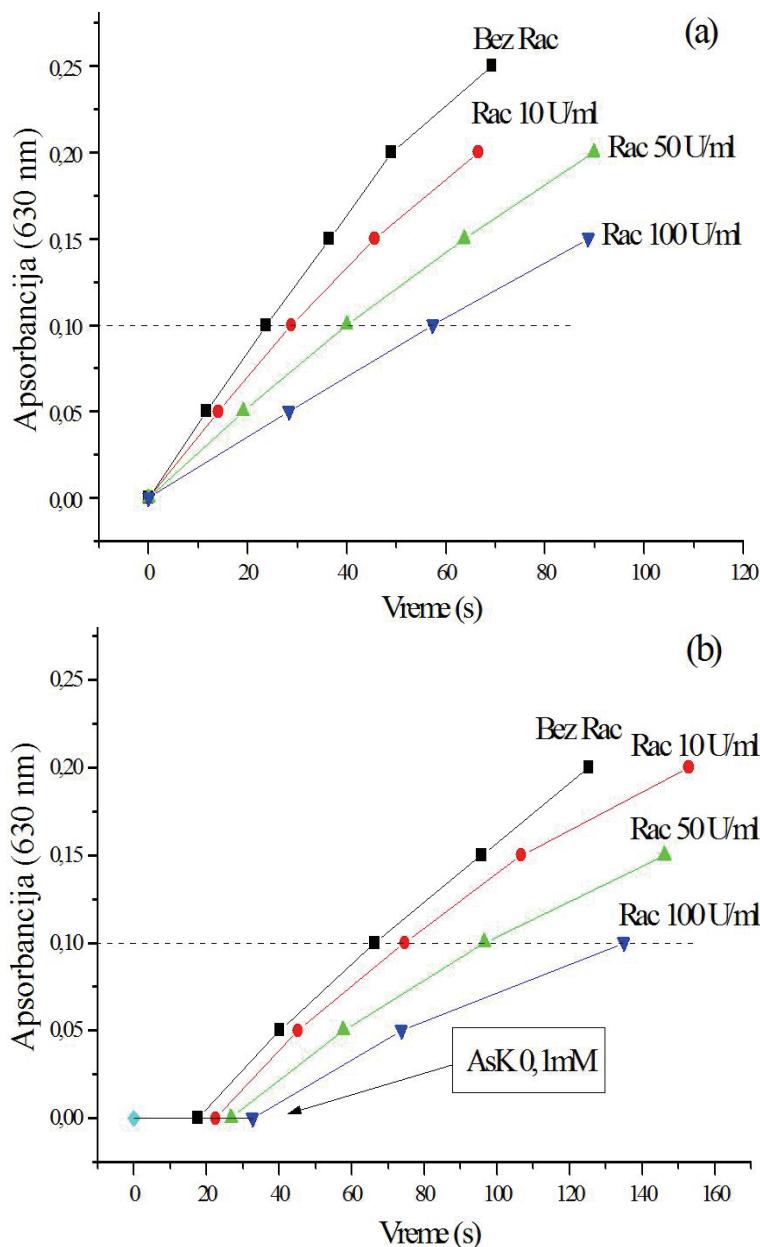 (a)
Bez Rac
Rac 10 U/ml
Rac 50 U/ml
Rac 100 U/ml
Apsorbancija (630 nm)
0,25
0,20
0,15
0,10
0,05
0,00
0 20 40 60 80 100 120
Vreme (s)
(b)
Bez Rac
Rac 10 U/ml
Rac 50 U/ml
Rac 100 U/ml
AsK 0,1mM
Apsorbancija (630 nm)
0,25
0,20
0,15
0,10
0,05
0,00
0 20 40 60 80 100 120 140 160
Vreme (s)